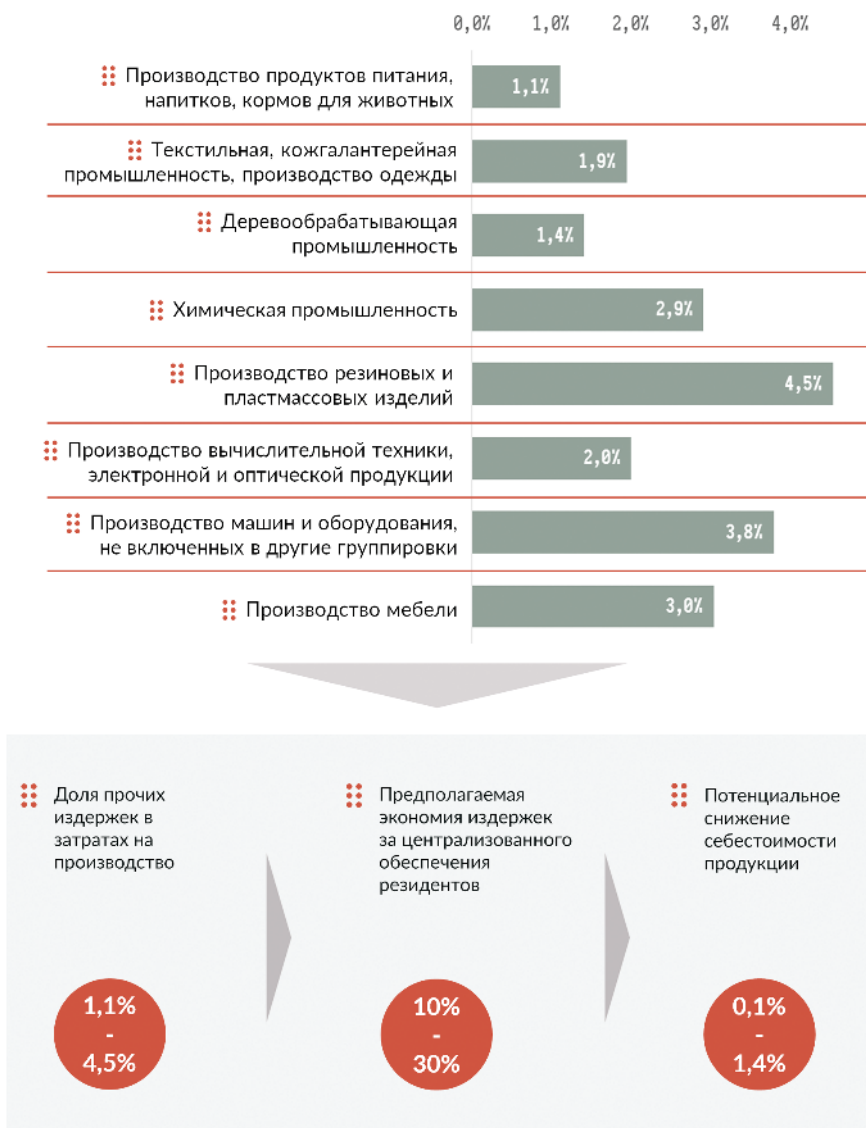 0,0% 1,0% 2,0% 3,0% 4,0%
Производство продуктов питания,
напитков, кормов для животных
1,1%
Текстильная, кожгалантерейная
промышленность, производство одежды
1,9%
Деревообрабатывающая
промышленность
1,4%
Химическая промышленность
2,9%
Производство резиновых и
пластмассовых изделий
4,5%
Производство вычислительной техники,
электронной и оптической продукции
2,0%
Производство машин и оборудования,
не включенных в другие группировки
3,8%
Производство мебели
3,0%
Доля прочих
издержек в
затратах на
производство
1,1%
-
4,5%
Предполагаемая
экономия издержек
за централизованного
обеспечения
резидентов
10%
-
30%
Потенциальное
снижение
себестоимости
продукции
0,1%
-
1,4%